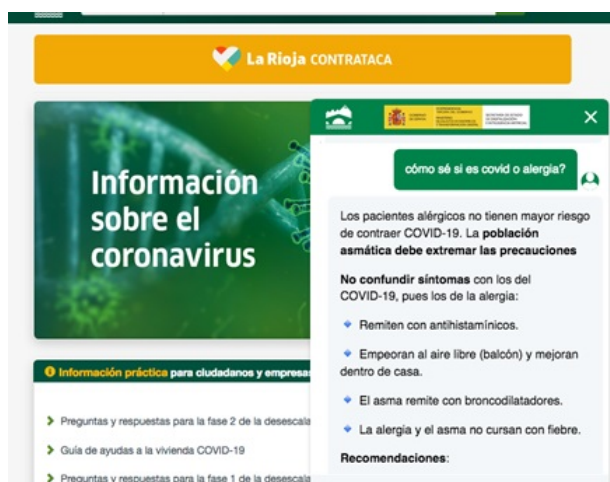 La Rioja CONTRATACA
Información
sobre el
coronavirus
Información práctica para ciudadanos y empresas
Preguntas y respuestas para la fase 2 de la desescala
Guía de ayudas a la vivienda COVID-19
Preguntas y respuestas para la fase 1 de la desescala
cómo sé si es covid o alergia?
Los pacientes alérgicos no tienen mayor riesgo
de contraer COVID-19. La población
asmática debe extremar las precauciones
No confundir síntomas con los del
COVID-19, pues los de la alergia:
Remiten con antihistamínicos.
Empeoran al aire libre (balcón) y mejoran
dentro de casa.
El asma remite con broncodilatadores.
La alergia y el asma no cursan con fiebre.
Recomendaciones: